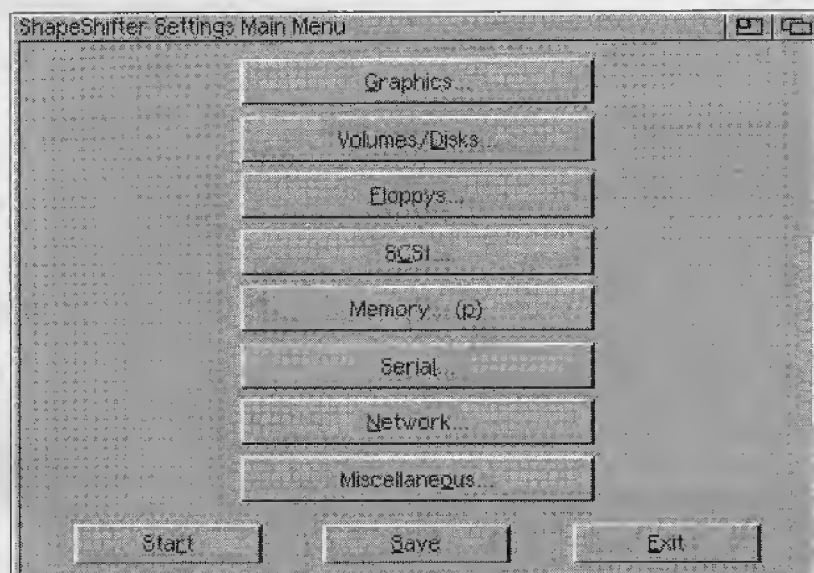 ShapeShifter Settings Main Menu
Graphics...
Volumes/Disks...
Floppys...
SCSI...
Memory... (p)
Serial...
Network...
Miscellaneous...
Start
Save
Exit